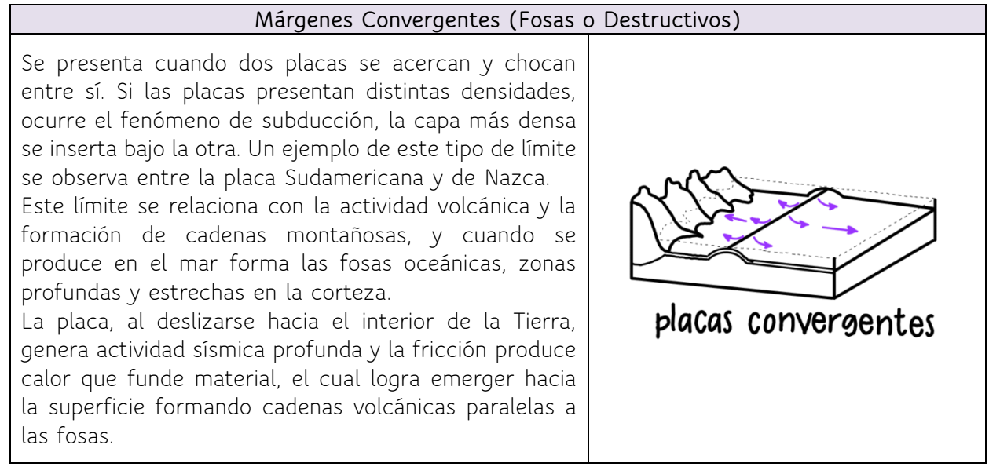 Márgenes Convergentes (Fosas o Destructivos)
Se presenta cuando dos placas se acercan y chocan
entre sí. Si las placas presentan distintas densidades,
ocurre el fenómeno de subducción, la capa más densa
se inserta bajo la otra. Un ejemplo de este tipo de límite
se observa entre la placa Sudamericana y de Nazca.
Este límite se relaciona con la actividad volcánica y la
formación de cadenas montañosas, y cuando se
produce en el mar forma las fosas oceánicas, zonas
profundas y estrechas en la corteza.
La placa, al deslizarse hacia el interior de la Tierra,
genera actividad sísmica profunda y la fricción produce
calor que funde material, el cual logra emerger hacia
la superficie formando cadenas volcánicas paralelas a
las fosas.
placas convergentes